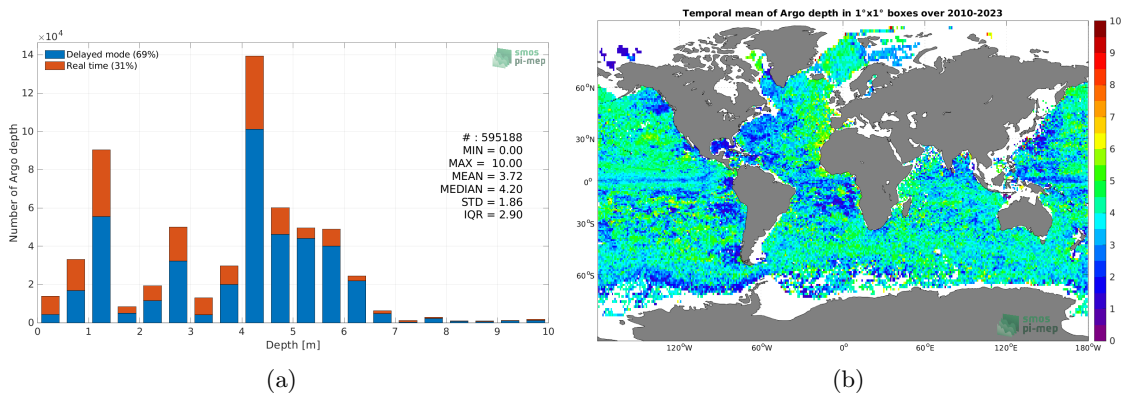 ×10⁴
Delayed mode (69%)
Real time (31%)
smos
pi-mep
14
12
10
8
6
4
2
0
Number of Argo depth
# : 595188
MIN = 0.00
MAX = 10.00
MEAN = 3.72
MEDIAN = 4.20
STD = 1.86
IQR = 2.90
0 1 2 3 4 5 6 7 8 9 10
Depth [m]
(a)
Temporal mean of Argo depth in 1°x1° boxes over 2010-2023
60°N
30°N
0°
30°S
60°S
120°W 60°W 0° 60°E 120°E 180°W
smos
pi-mep
10
9
8
7
6
5
4
3
2
1
0
(b)